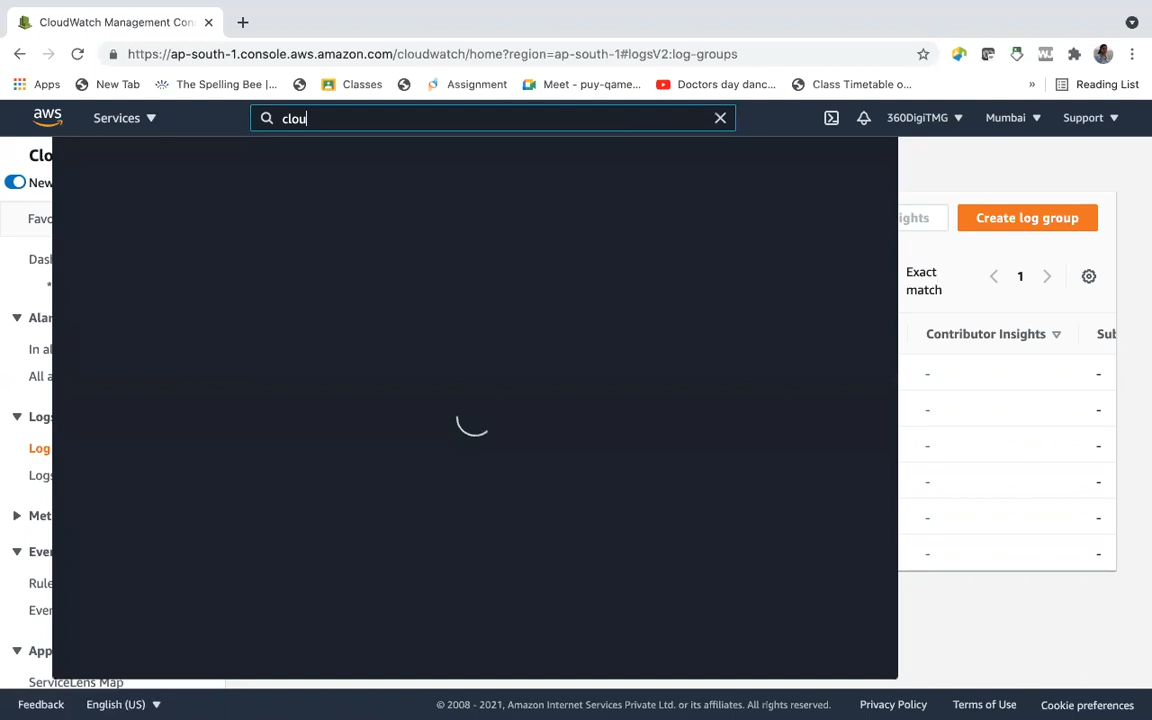 CloudWatch Management Con
https://ap-south-1.console.aws.amazon.com/cloudwatch/home?region=ap-south-1#logsV2:log-groups
Apps New Tab The Spelling Bee |... Classes Assignment Meet - puy-qame... Doctors day danc... Class Timetable o... » Reading List
aws Services clou 360DigiTMG Mumbai Support
Clo
New
Favo
Dash
Alar
In al
All a
Logs
Log
Logs
Met
Ever
Rule
Ever
App
ServiceLens Map
ights Create log group
Exact
match
1
Contributor Insights Sub
- -
- -
- -
- -
- -
- -
Feedback English (US) © 2008 - 2021, Amazon Internet Services Private Ltd. or its affiliates. All rights reserved. Privacy Policy Terms of Use Cookie preferences